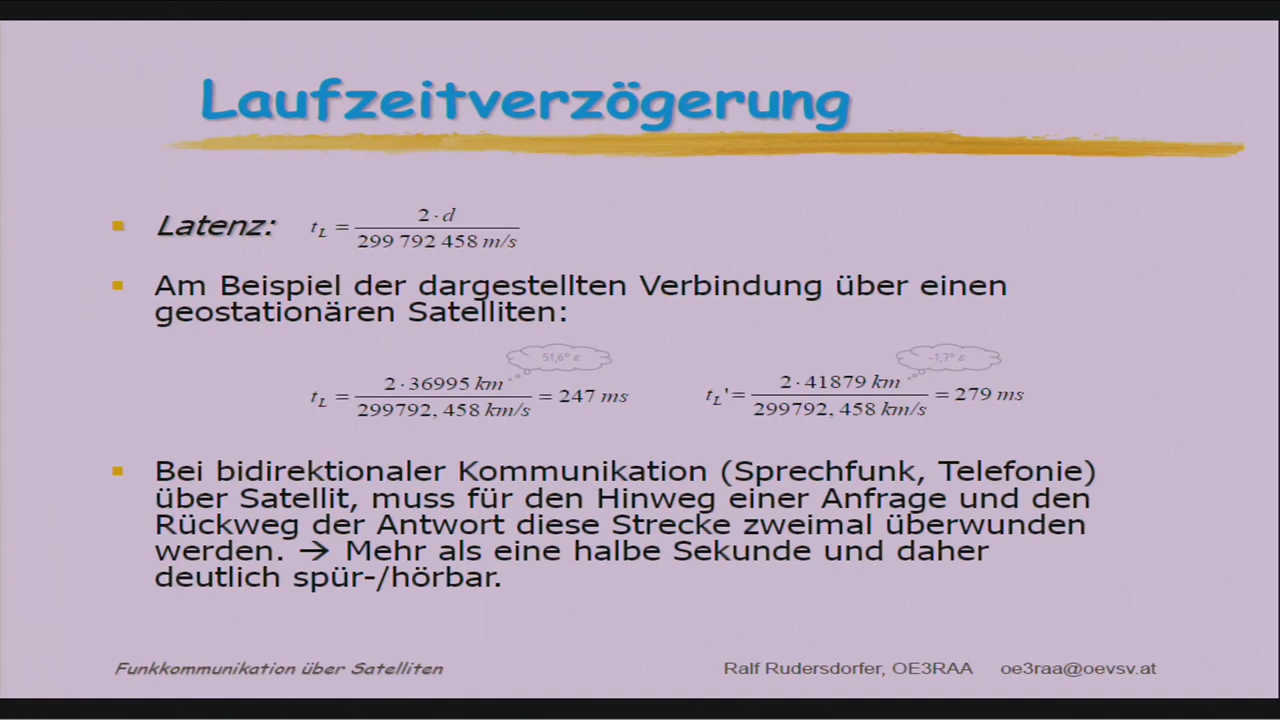 Laufzeitverzögerung
Latenz: t_L = 2·d / 299 792 458 m/s
Am Beispiel der dargestellten Verbindung über einen
geostationären Satelliten:
51,6° ε
-1,7° ε
t_L = 2·36995 km / 299792, 458 km/s = 247 ms
t_L'= 2·41879 km / 299792, 458 km/s = 279 ms
Bei bidirektionaler Kommunikation (Sprechfunk, Telefonie)
über Satellit, muss für den Hinweg einer Anfrage und den
Rückweg der Antwort diese Strecke zweimal überwunden
werden. → Mehr als eine halbe Sekunde und daher
deutlich spür-/hörbar.
Funkkommunikation über Satelliten
Ralf Rudersdorfer, OE3RAA oe3raa@oevsv.at